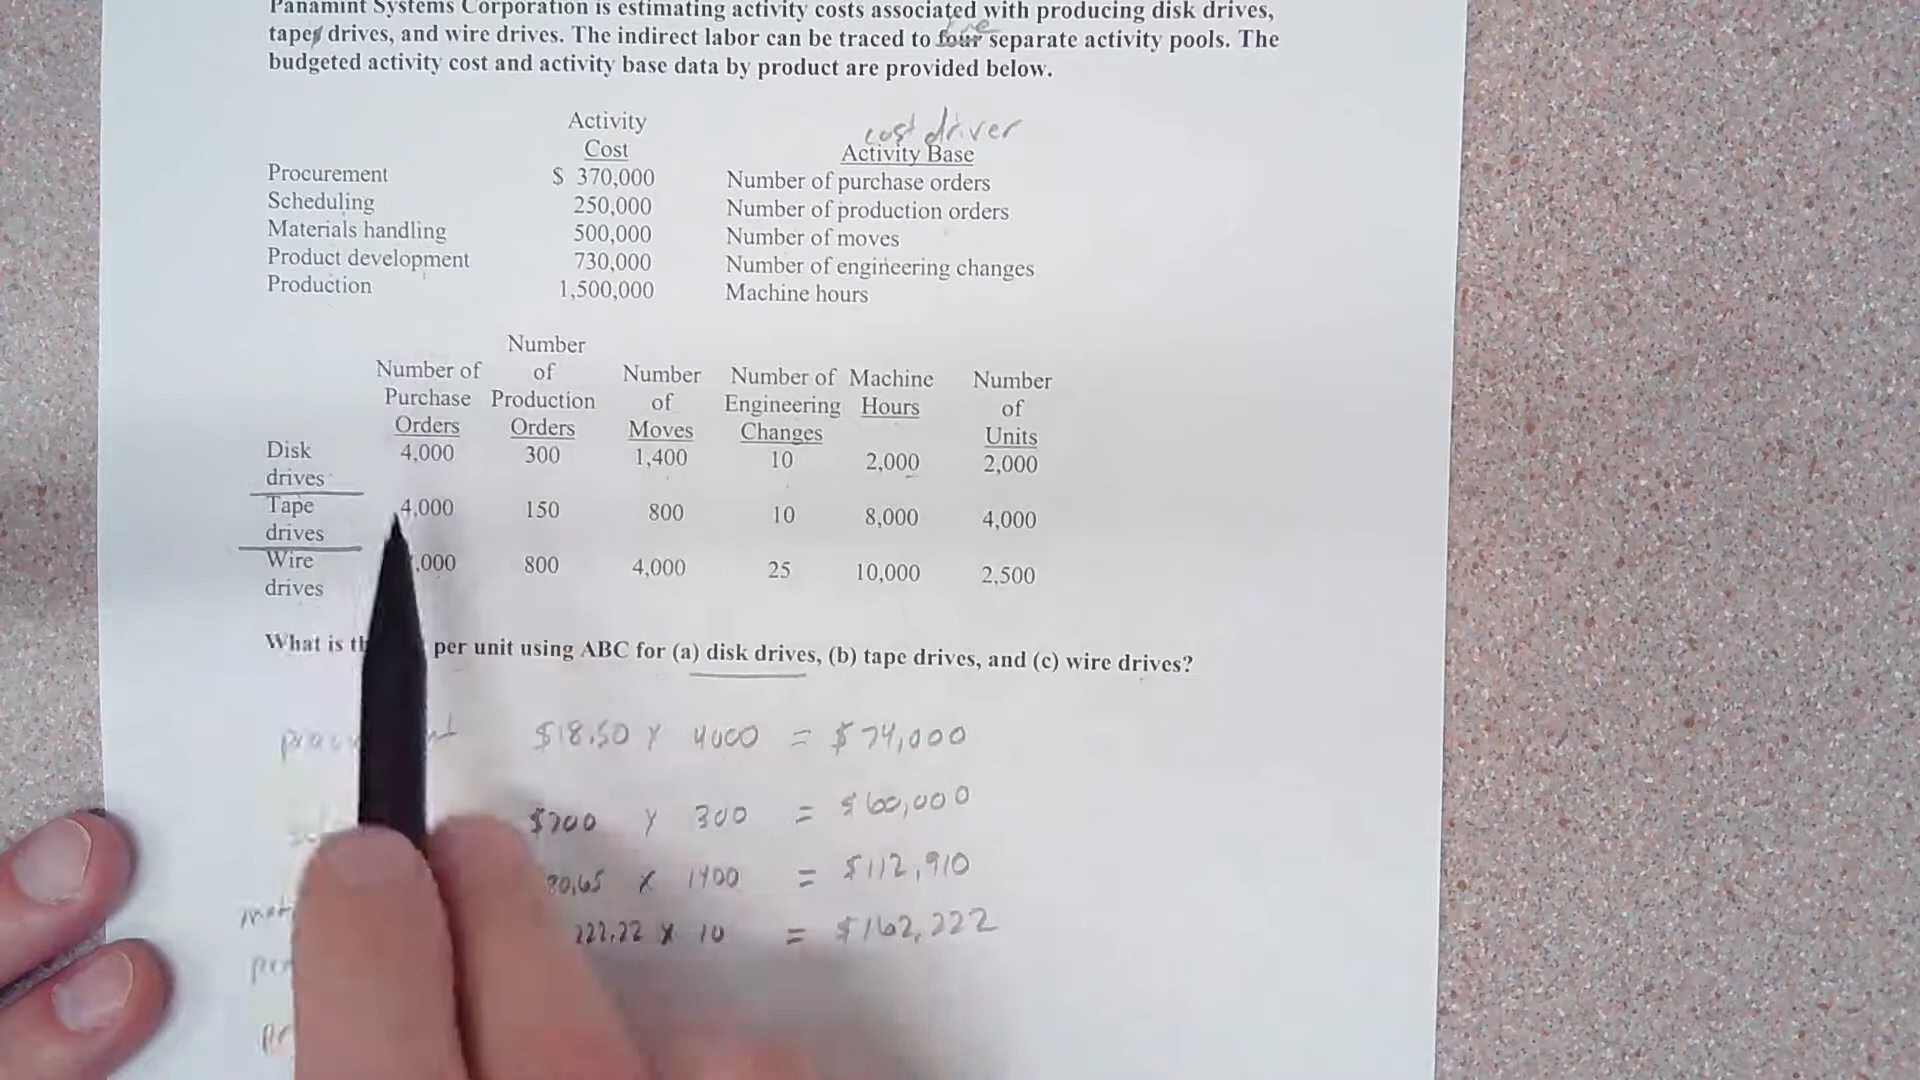 Panamint Systems Corporation is estimating activity costs associated with producing disk drives,
tape drives, and wire drives. The indirect labor can be traced to four separate activity pools. The
budgeted activity cost and activity base data by product are provided below.
Activity
Cost
cost driver
Activity Base
Procurement $ 370,000 Number of purchase orders
Scheduling 250,000 Number of production orders
Materials handling 500,000 Number of moves
Product development 730,000 Number of engineering changes
Production 1,500,000 Machine hours
Number
Number of of Number Number of Machine Number
Purchase Production of Engineering Hours of
Orders Orders Moves Changes Units
Disk 4,000 300 1,400 10 2,000 2,000
drives
Tape 4,000 150 800 10 8,000 4,000
drives
Wire ,000 800 4,000 25 10,000 2,500
drives
What is per unit using ABC for (a) disk drives, (b) tape drives, and (c) wire drives?
$18.50 x 4000 = $74,000
$200 x 300 = $60,000
80.65 x 1400 = $112,910
222.22 x 10 = $162,222